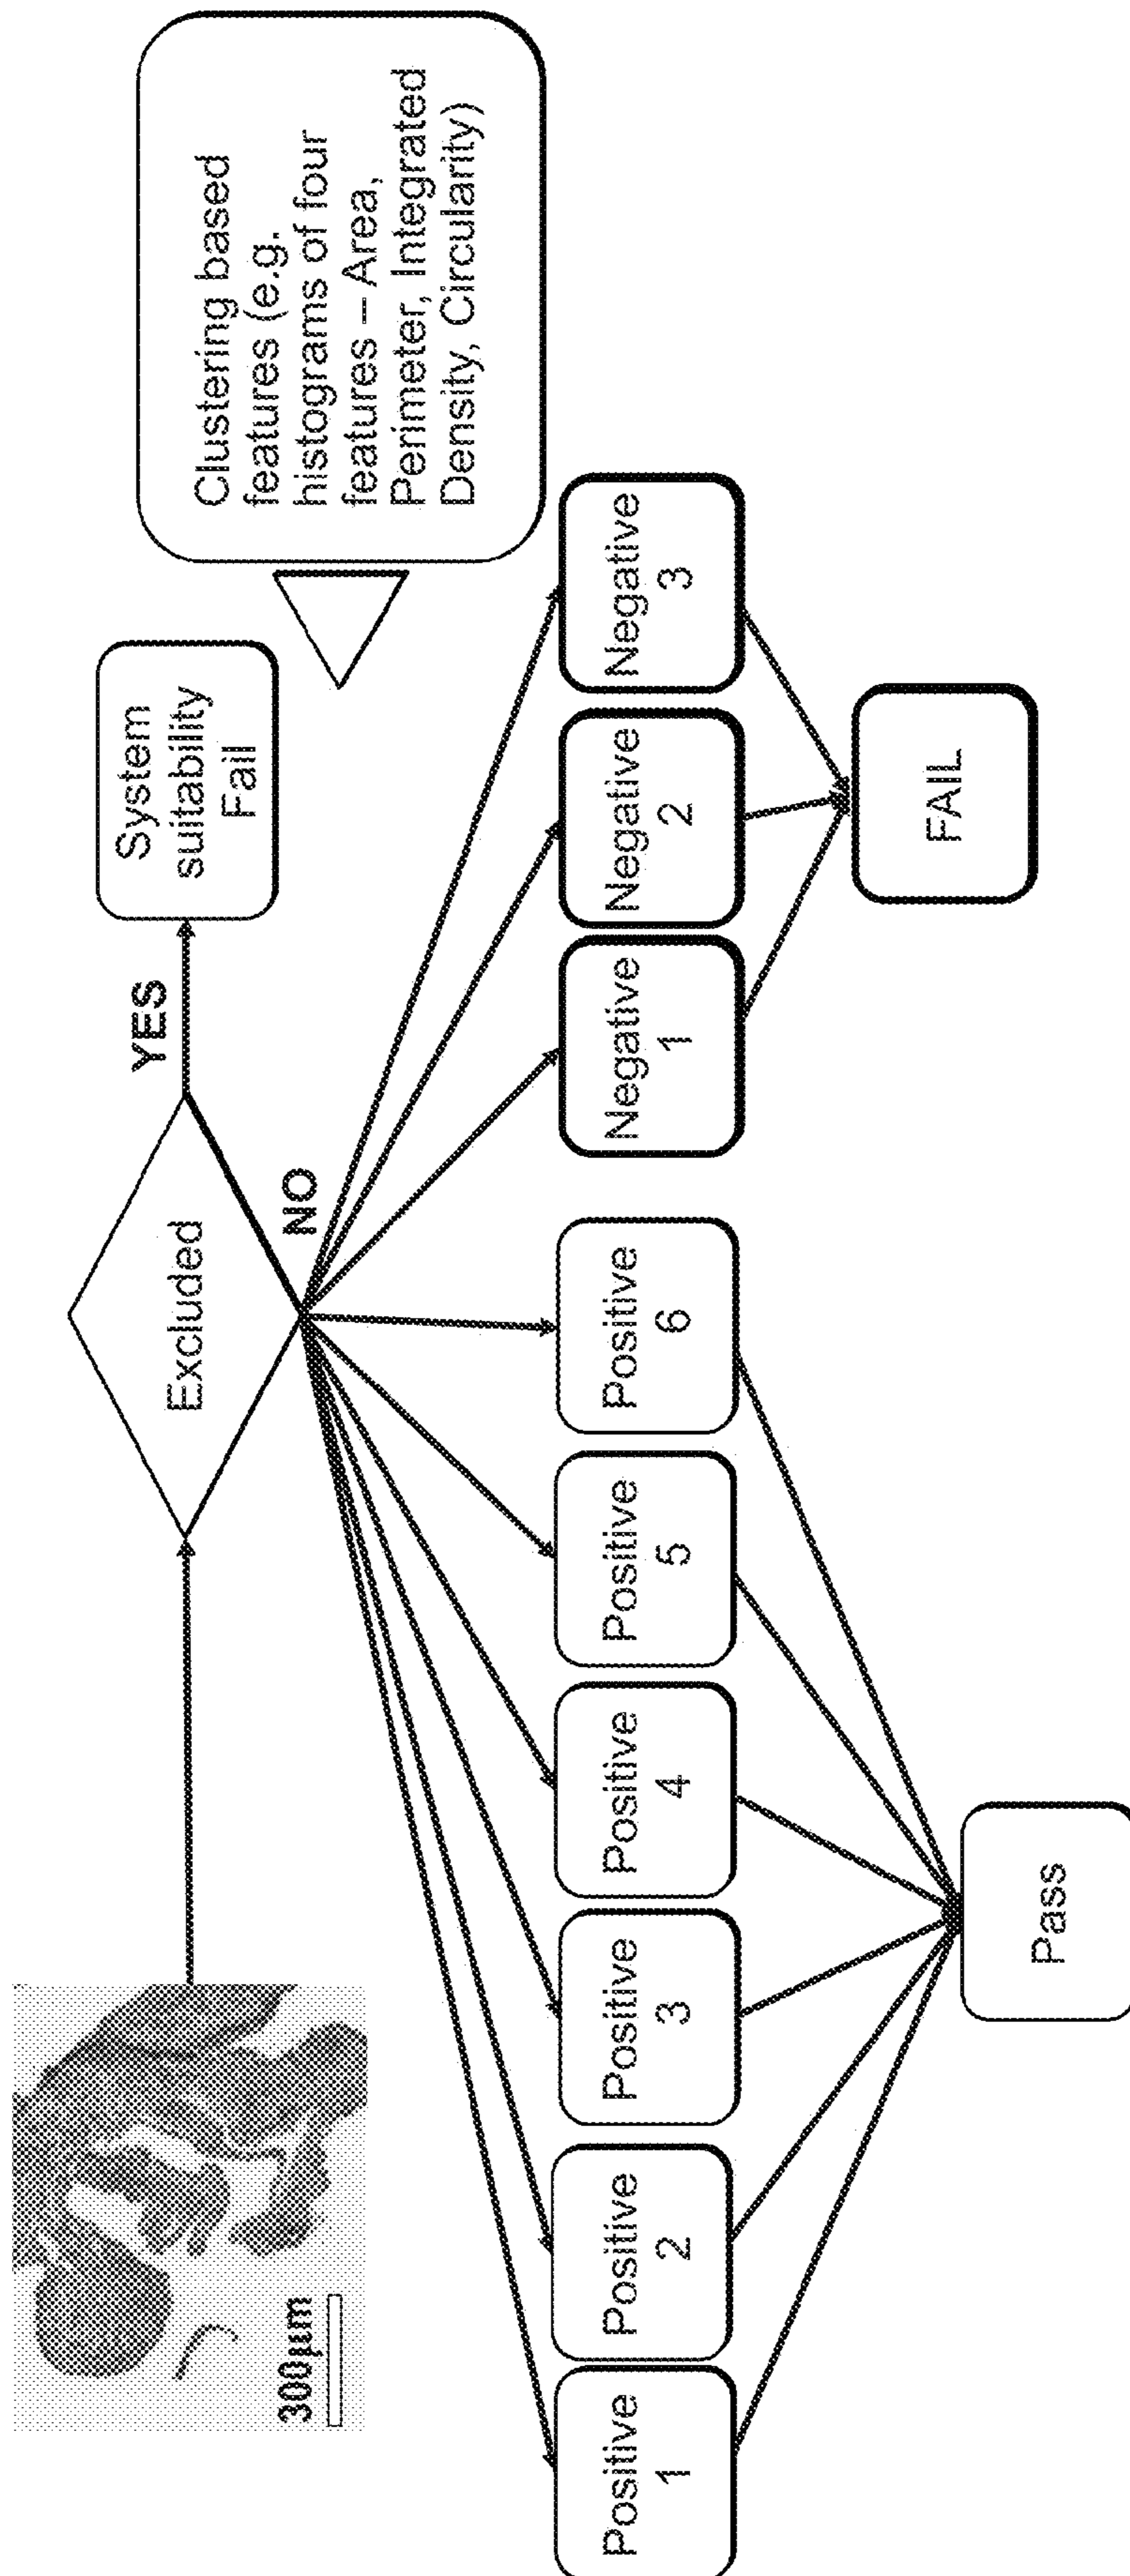 300µm
Excluded
YES
NO
System
suitability
Fail
Clustering based
features (e.g.
histograms of four
features – Area,
Perimeter, Integrated
Density, Circularity)
Positive
1
Positive
2
Positive
3
Positive
4
Positive
5
Positive
6
Negative
1
Negative
2
Negative
3
Pass
FAIL